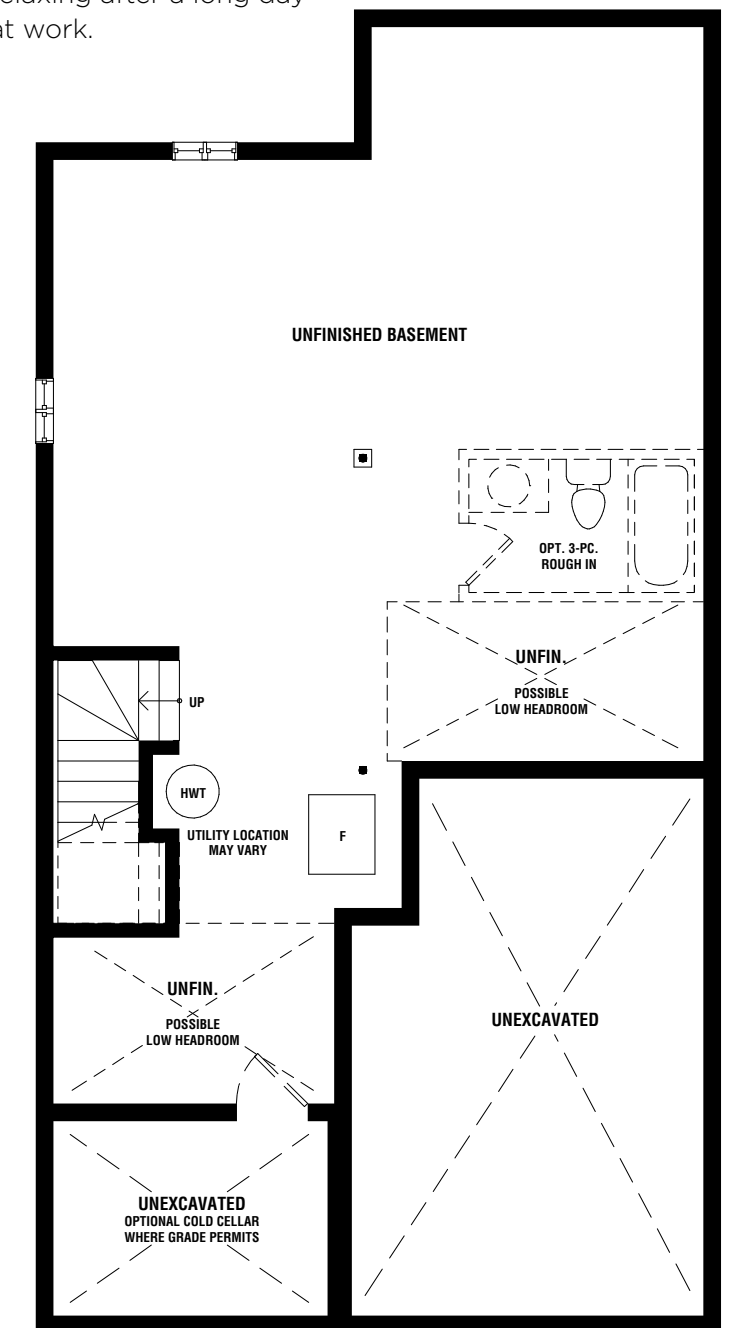 elaxing after a long day
at work.
UNFINISHED BASEMENT
OPT. 3-PC.
ROUGH IN
UNFIN.
POSSIBLE
LOW HEADROOM
UP
HWT
UTILITY LOCATION
MAY VARY
F
UNFIN.
POSSIBLE
LOW HEADROOM
UNEXCAVATED
UNEXCAVATED
OPTIONAL COLD CELLAR
WHERE GRADE PERMITS